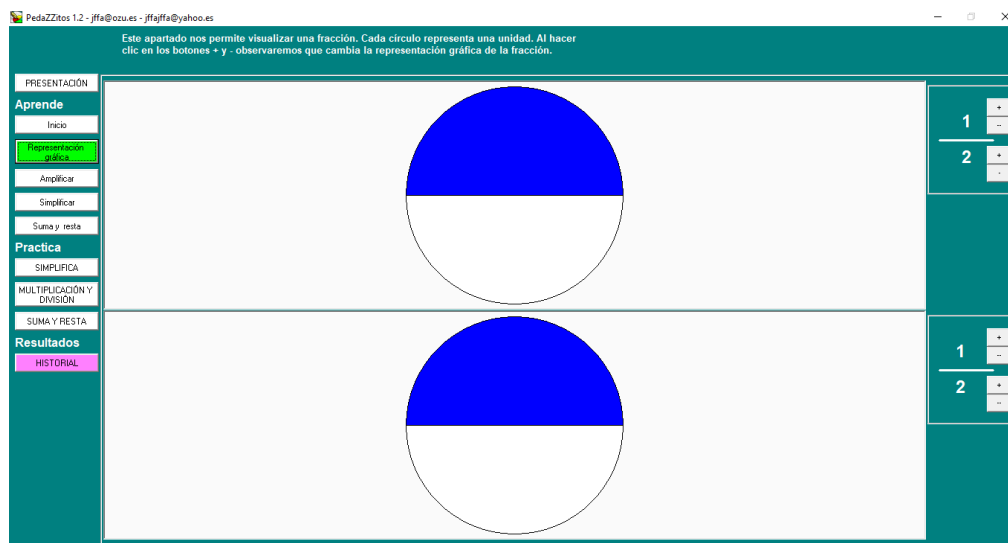 PedaZZitos 1.2 - jffa@ozu.es - jffajffa@yahoo.es
Este apartado nos permite visualizar una fracción. Cada círculo representa una unidad. Al hacer
clic en los botones + y - observaremos que cambia la representación gráfica de la fracción.
PRESENTACIÓN
Aprende
Inicio
Representación
gráfica
Amplificar
Simplificar
Suma y resta
Practica
SIMPLIFICA
MULTIPLICACIÓN Y
DIVISIÓN
SUMA Y RESTA
Resultados
HISTORIAL
1
+
--
2
+
-
1
+
--
2
+
--